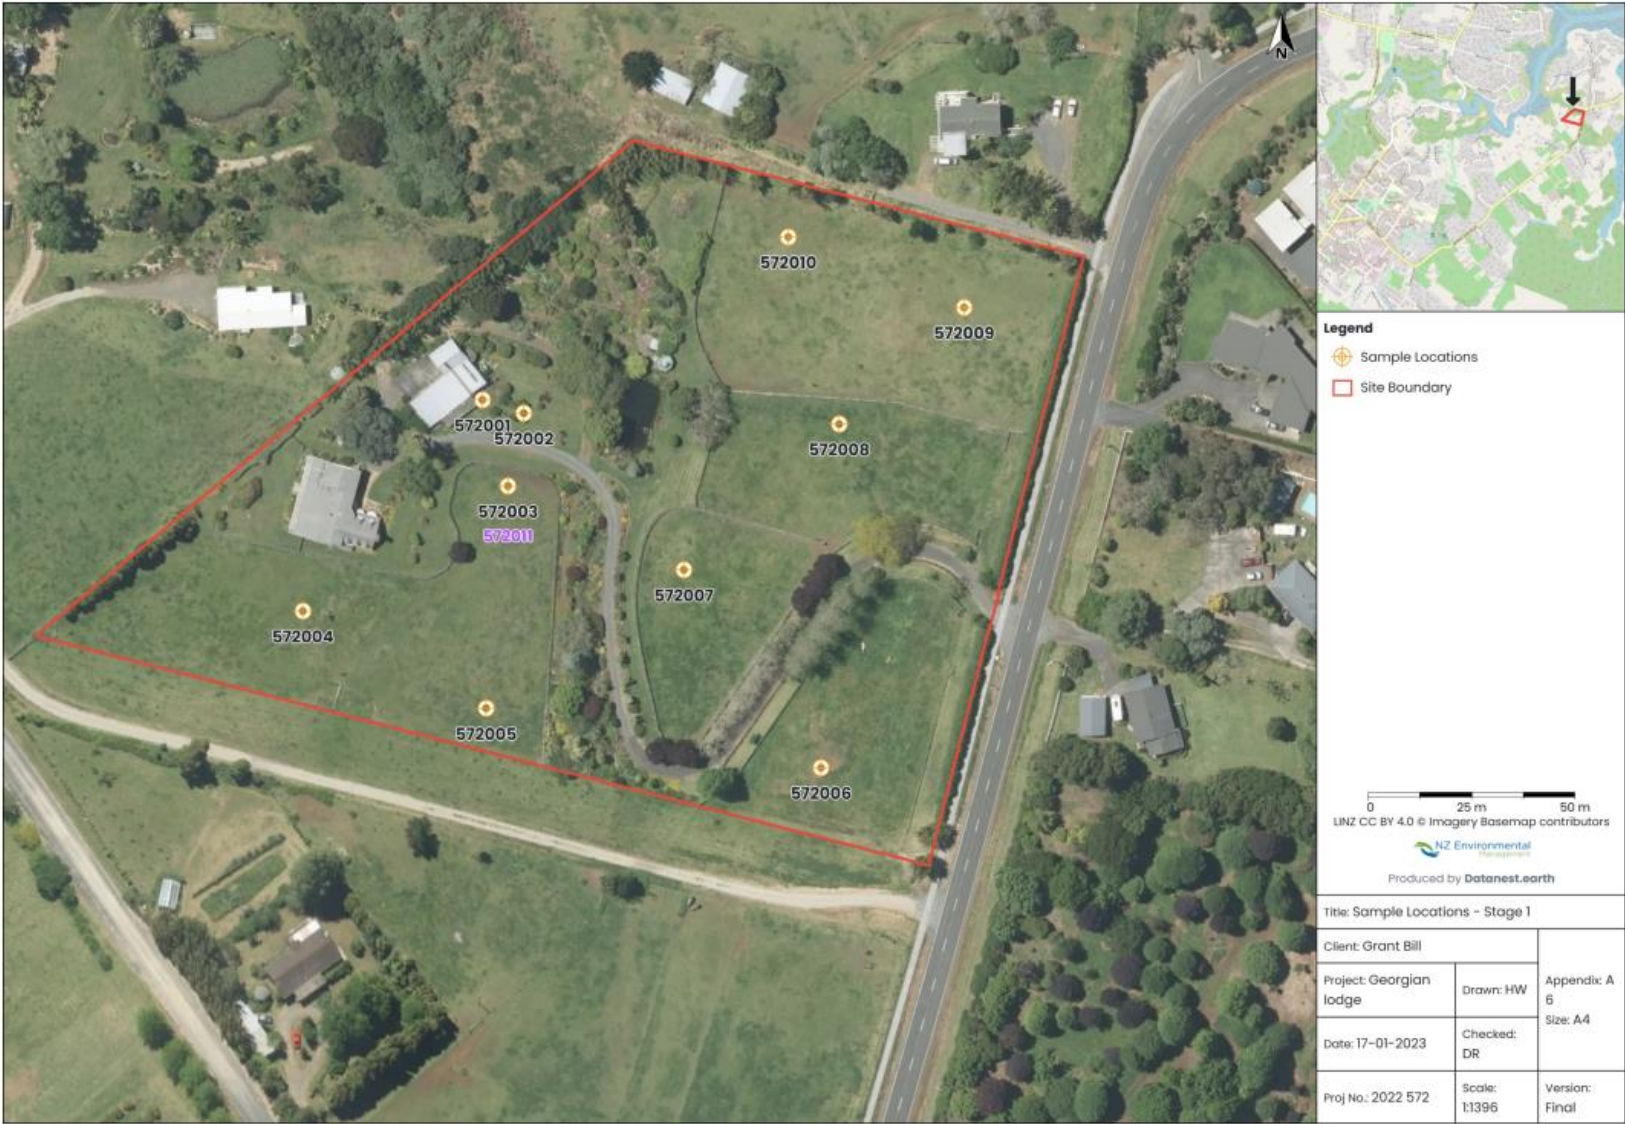 N
572010
572009
572001
572002
572008
572003
572011
572007
572004
572005
572006
Legend
Sample Locations
Site Boundary
0 25 m 50 m
LINZ CC BY 4.0 © Imagery Basemap contributors
NZ Environmental
Management
Produced by Datanest.earth
Title: Sample Locations - Stage 1
Client: Grant Bill
Project: Georgian
lodge
Drawn: HW
Appendix: A
6
Size: A4
Date: 17-01-2023
Checked:
DR
Proj No.: 2022 572
Scale:
1:1396
Version:
Final